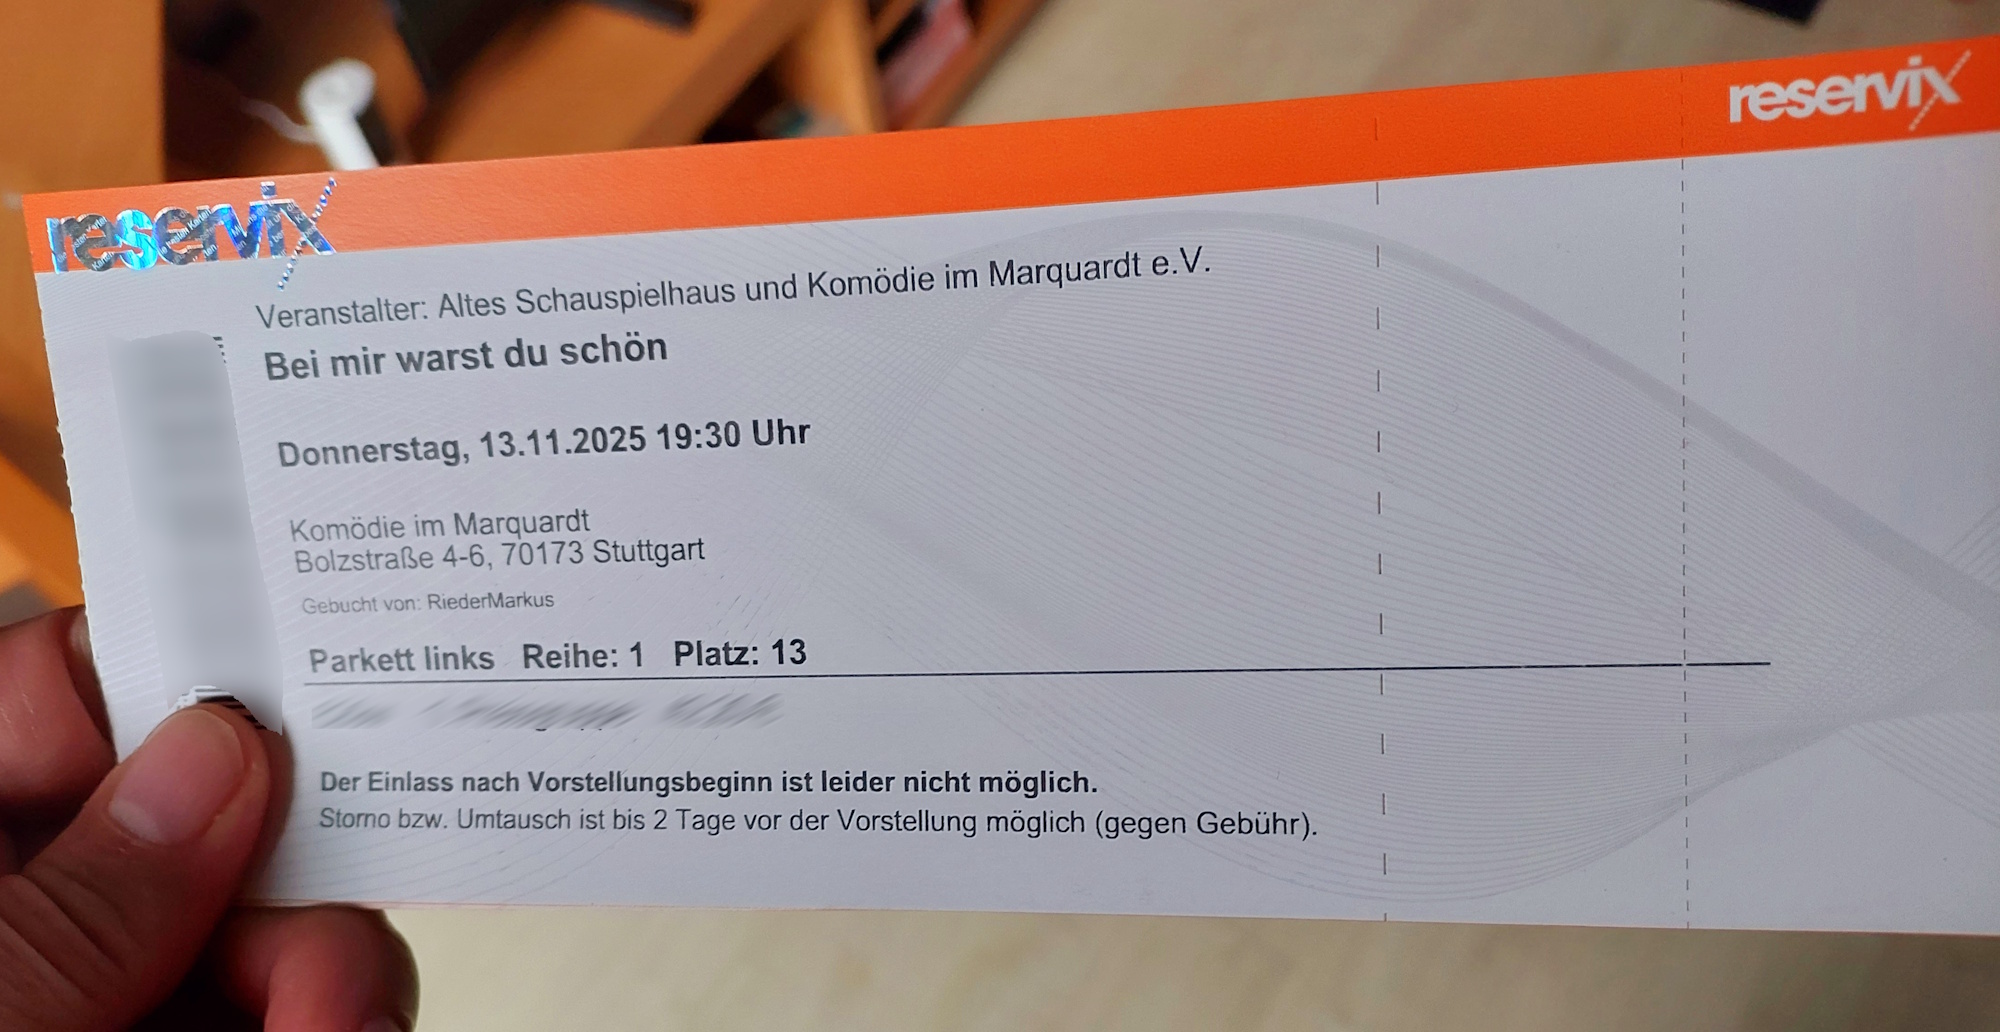 reservix
reservix
Veranstalter: Altes Schauspielhaus und Komödie im Marquardt e.V.
Bei mir warst du schön
Donnerstag, 13.11.2025 19:30 Uhr
Komödie im Marquardt
Bolzstraße 4-6, 70173 Stuttgart
Gebucht von: RiederMarkus
Parkett links Reihe: 1 Platz: 13
Der Einlass nach Vorstellungsbeginn ist leider nicht möglich.
Storno bzw. Umtausch ist bis 2 Tage vor der Vorstellung möglich (gegen Gebühr).